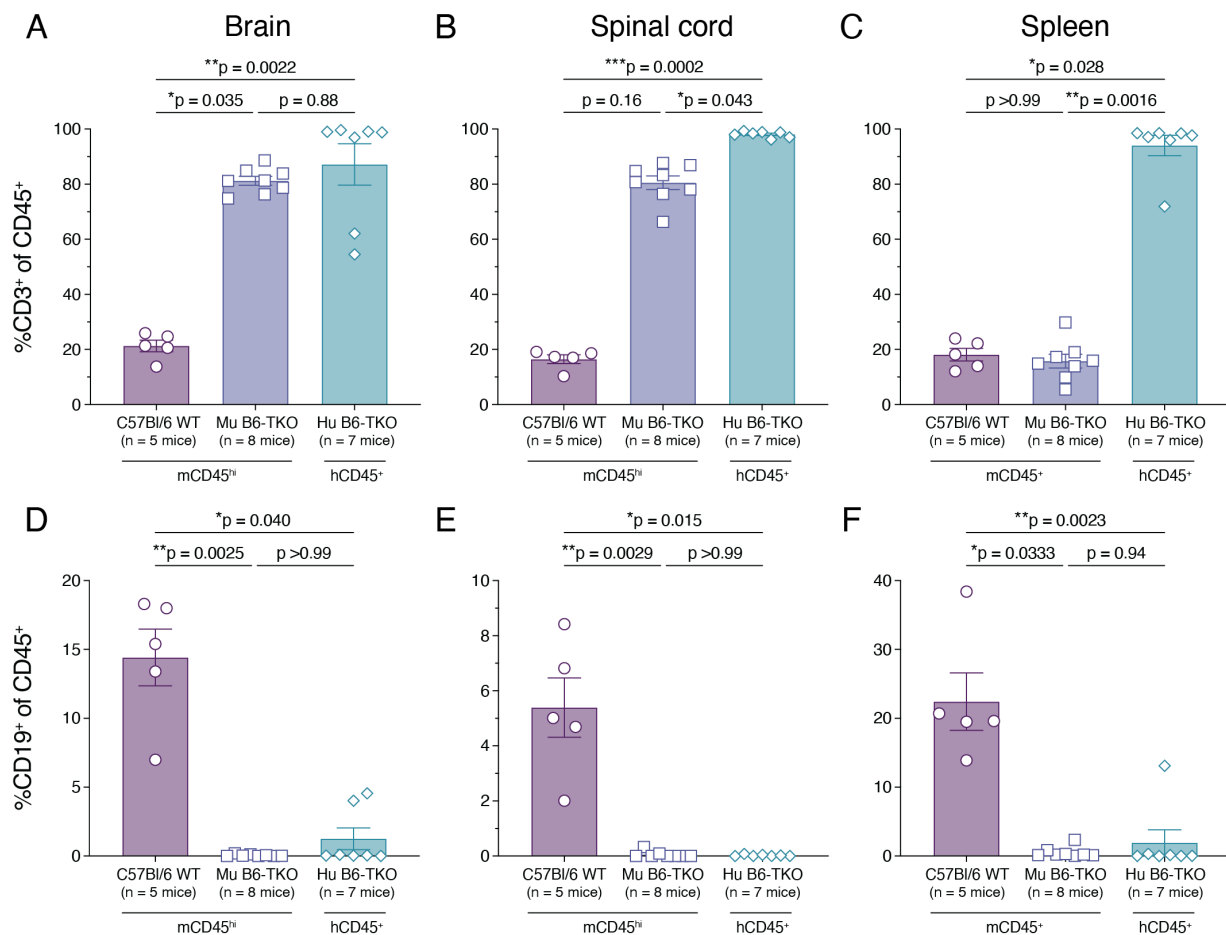 A Brain
**p = 0.0022
*p = 0.035 p = 0.88
%CD3+ of CD45+
100
80
60
40
20
0
C57Bl/6 WT Mu B6-TKO Hu B6-TKO
(n = 5 mice) (n = 8 mice) (n = 7 mice)
mCD45hi hCD45+
B Spinal cord
***p = 0.0002
p = 0.16 *p = 0.043
100
80
60
40
20
0
C57Bl/6 WT Mu B6-TKO Hu B6-TKO
(n = 5 mice) (n = 8 mice) (n = 7 mice)
mCD45hi hCD45+
C Spleen
*p = 0.028
p >0.99 **p = 0.0016
100
80
60
40
20
0
C57Bl/6 WT Mu B6-TKO Hu B6-TKO
(n = 5 mice) (n = 8 mice) (n = 7 mice)
mCD45+ hCD45+
D
*p = 0.040
**p = 0.0025 p >0.99
%CD19+ of CD45+
20
15
10
5
0
C57Bl/6 WT Mu B6-TKO Hu B6-TKO
(n = 5 mice) (n = 8 mice) (n = 7 mice)
mCD45hi hCD45+
E
*p = 0.015
**p = 0.0029 p >0.99
10
8
6
4
2
0
C57Bl/6 WT Mu B6-TKO Hu B6-TKO
(n = 5 mice) (n = 8 mice) (n = 7 mice)
mCD45hi hCD45+
F
**p = 0.0023
*p = 0.0333 p = 0.94
40
30
20
10
0
C57Bl/6 WT Mu B6-TKO Hu B6-TKO
(n = 5 mice) (n = 8 mice) (n = 7 mice)
mCD45+ hCD45+